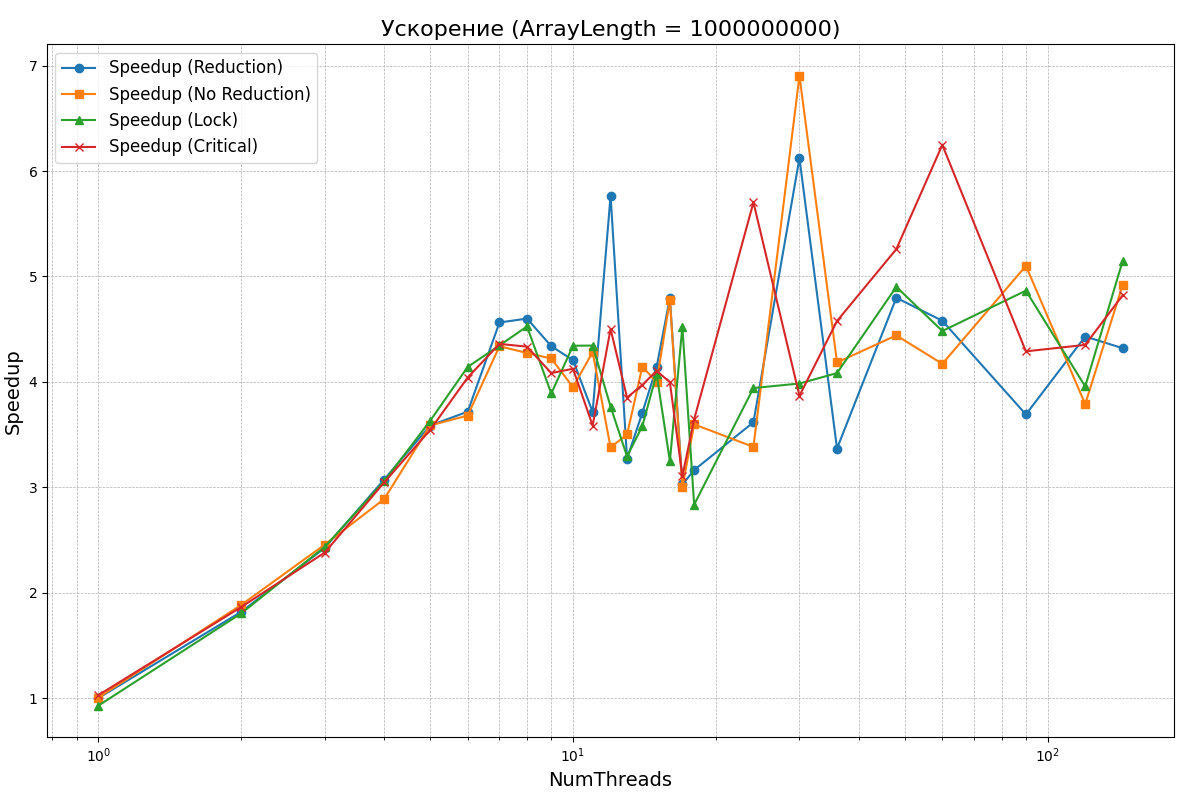 Ускорение (ArrayLength = 1000000000)
Speedup (Reduction)
Speedup (No Reduction)
Speedup (Lock)
Speedup (Critical)
Speedup
7
6
5
4
3
2
1
10⁰ 10¹ 10²
NumThreads